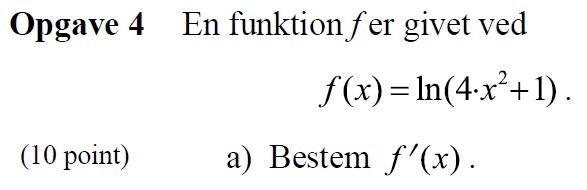 Opgave 4 En funktion f er givet ved
f(x) = ln(4·x²+1) .
(10 point) a) Bestem f′(x) .